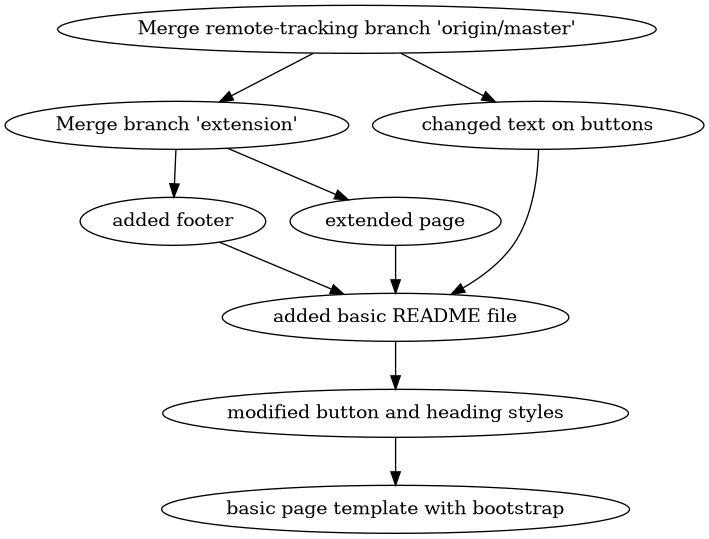 Merge remote-tracking branch 'origin/master'
Merge branch 'extension'
changed text on buttons
added footer
extended page
added basic README file
modified button and heading styles
basic page template with bootstrap